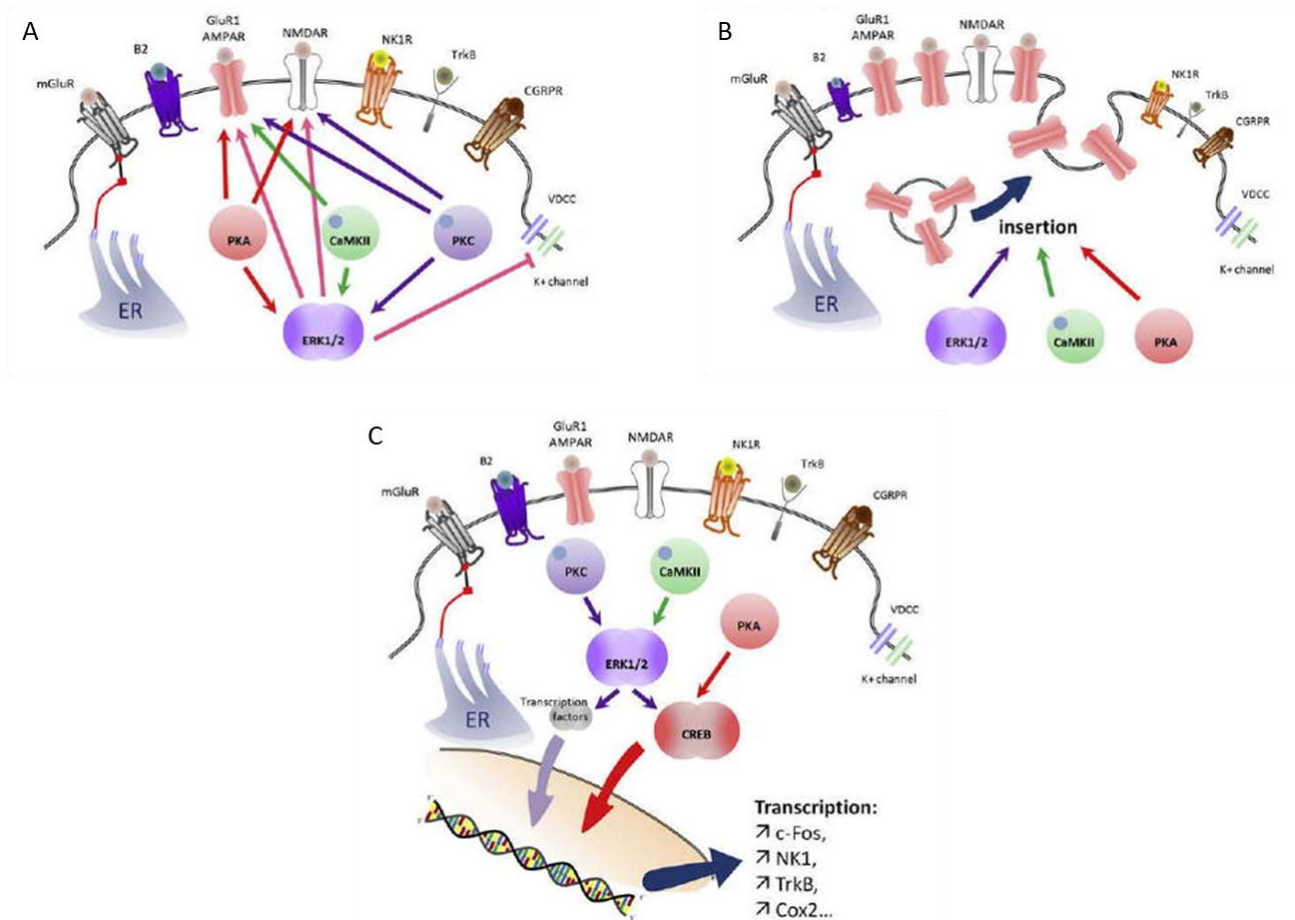 A
mGluR
B2
GluR1
AMPAR
NMDAR
NK1R
TrkB
CGRPR
VDCC
K+ channel
PKA
CaMKII
PKC
ERK1/2
ER
B
mGluR
B2
GluR1
AMPAR
NMDAR
NK1R
TrkB
CGRPR
VDCC
K+ channel
insertion
ER
ERK1/2
CaMKII
PKA
C
mGluR
B2
GluR1
AMPAR
NMDAR
NK1R
TrkB
CGRPR
VDCC
K+ channel
PKC
CaMKII
PKA
ERK1/2
Transcription
factors
CREB
ER
Transcription:
↗ c-Fos,
↗ NK1,
↗ TrkB,
↗ Cox2...